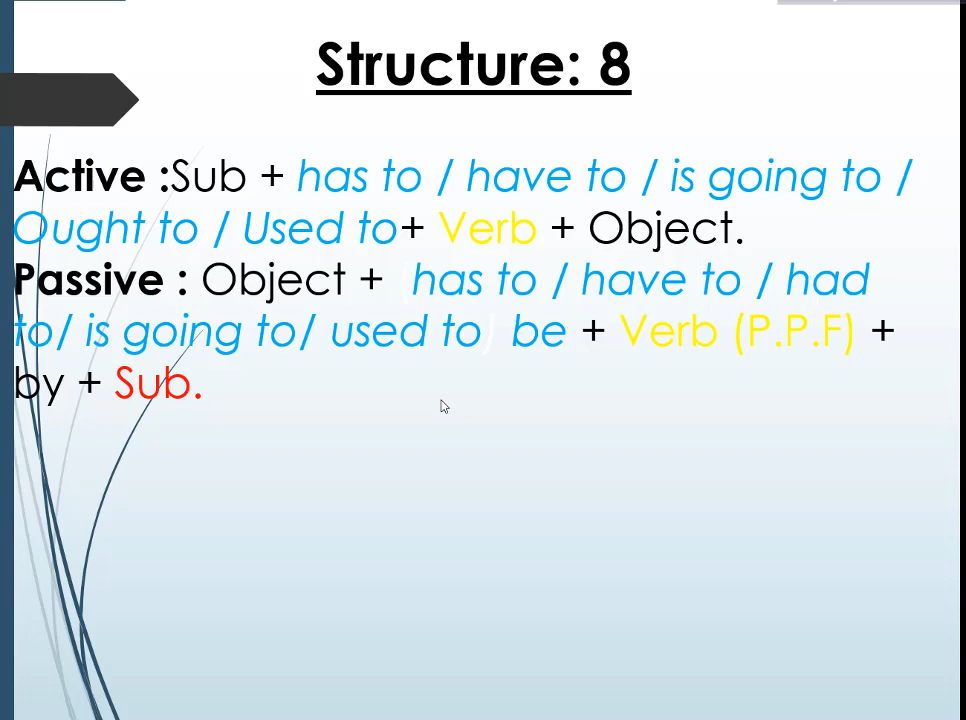 Structure: 8
Active :Sub + has to / have to / is going to /
Ought to / Used to+ Verb + Object.
Passive : Object + (has to / have to / had
to/ is going to/ used to) be + Verb (P.P.F) +
by + Sub.